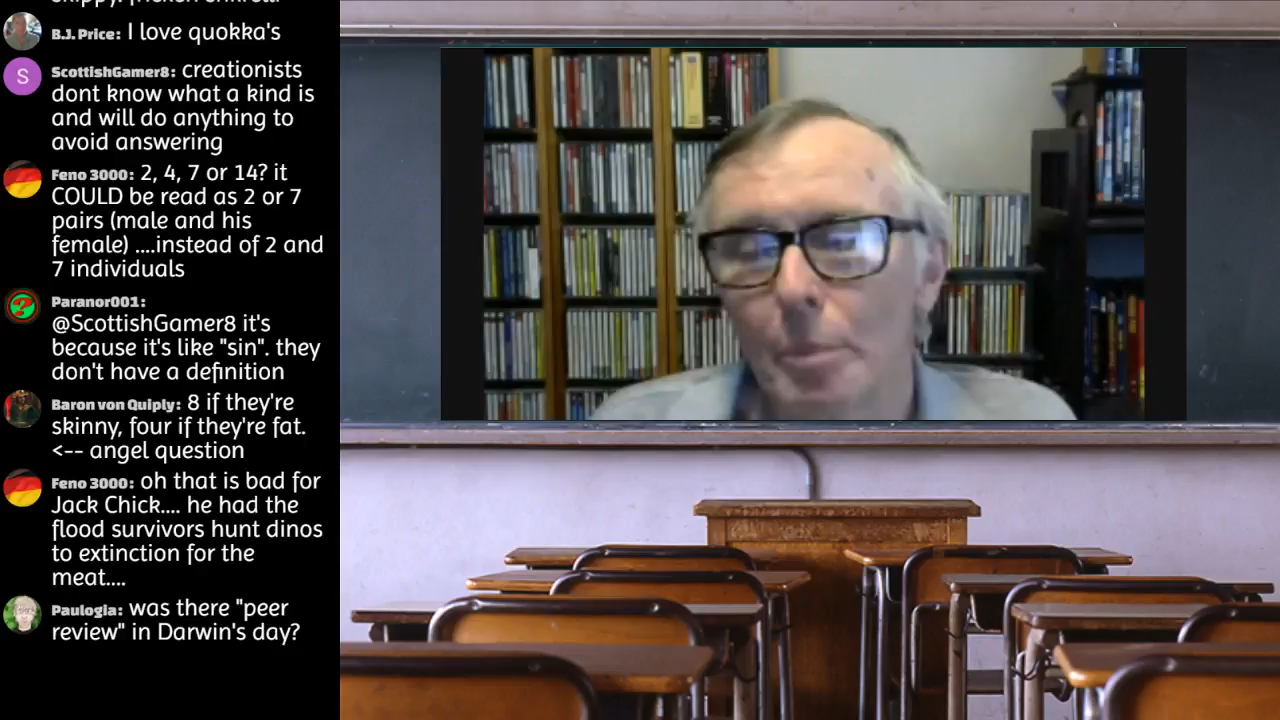 B.J. Price: I love quokka's
ScottishGamer8: creationists
dont know what a kind is
and will do anything to
avoid answering
Feno 3000: 2, 4, 7 or 14? it
COULD be read as 2 or 7
pairs (male and his
female) ....instead of 2 and
7 individuals
Paranor001:
@ScottishGamer8 it's
because it's like "sin". they
don't have a definition
Baron von Quiply: 8 if they're
skinny, four if they're fat.
<-- angel question
Feno 3000: oh that is bad for
Jack Chick.... he had the
flood survivors hunt dinos
to extinction for the
meat....
Paulogia: was there "peer
review" in Darwin's day?
S